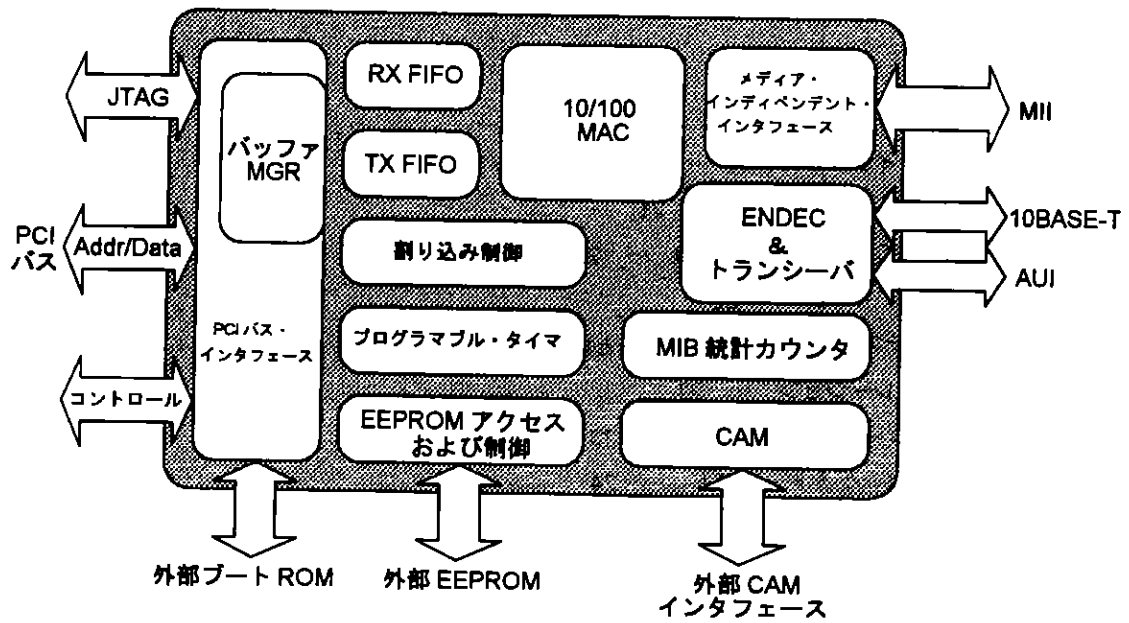 JTAG
PCI
バス
Addr/Data
コントロール
バッファ
MGR
PCI バス・
インタフェース
RX FIFO
TX FIFO
割り込み制御
プログラマブル・タイマ
EEPROM アクセス
および制御
10/100
MAC
メディア・
インディペンデント・
インタフェース
ENDEC
&
トランシーバ
MIB 統計カウンタ
CAM
MII
10BASE-T
AUI
外部ブート ROM
外部 EEPROM
外部 CAM
インタフェース